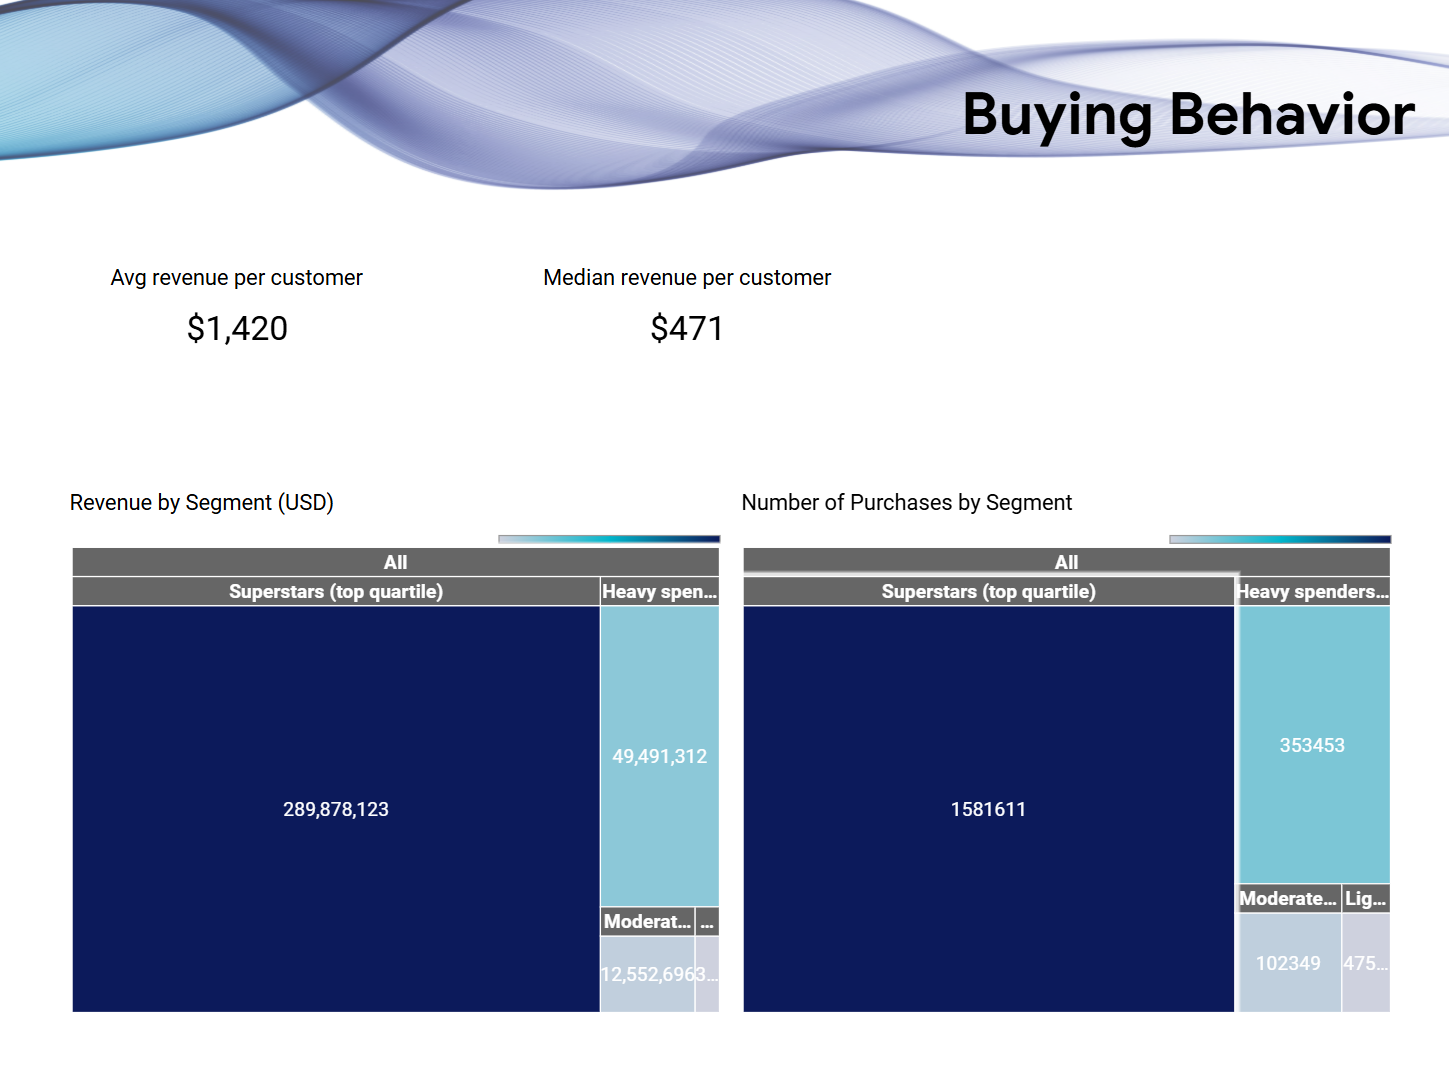 Buying Behavior
Avg revenue per customer
$1,420
Median revenue per customer
$471
Revenue by Segment (USD)
All
Superstars (top quartile)
Heavy spen...
289,878,123
49,491,312
Moderat...
...
12,552,696
3...
Number of Purchases by Segment
All
Superstars (top quartile)
Heavy spenders...
1581611
353453
Moderate...
Lig...
102349
475...